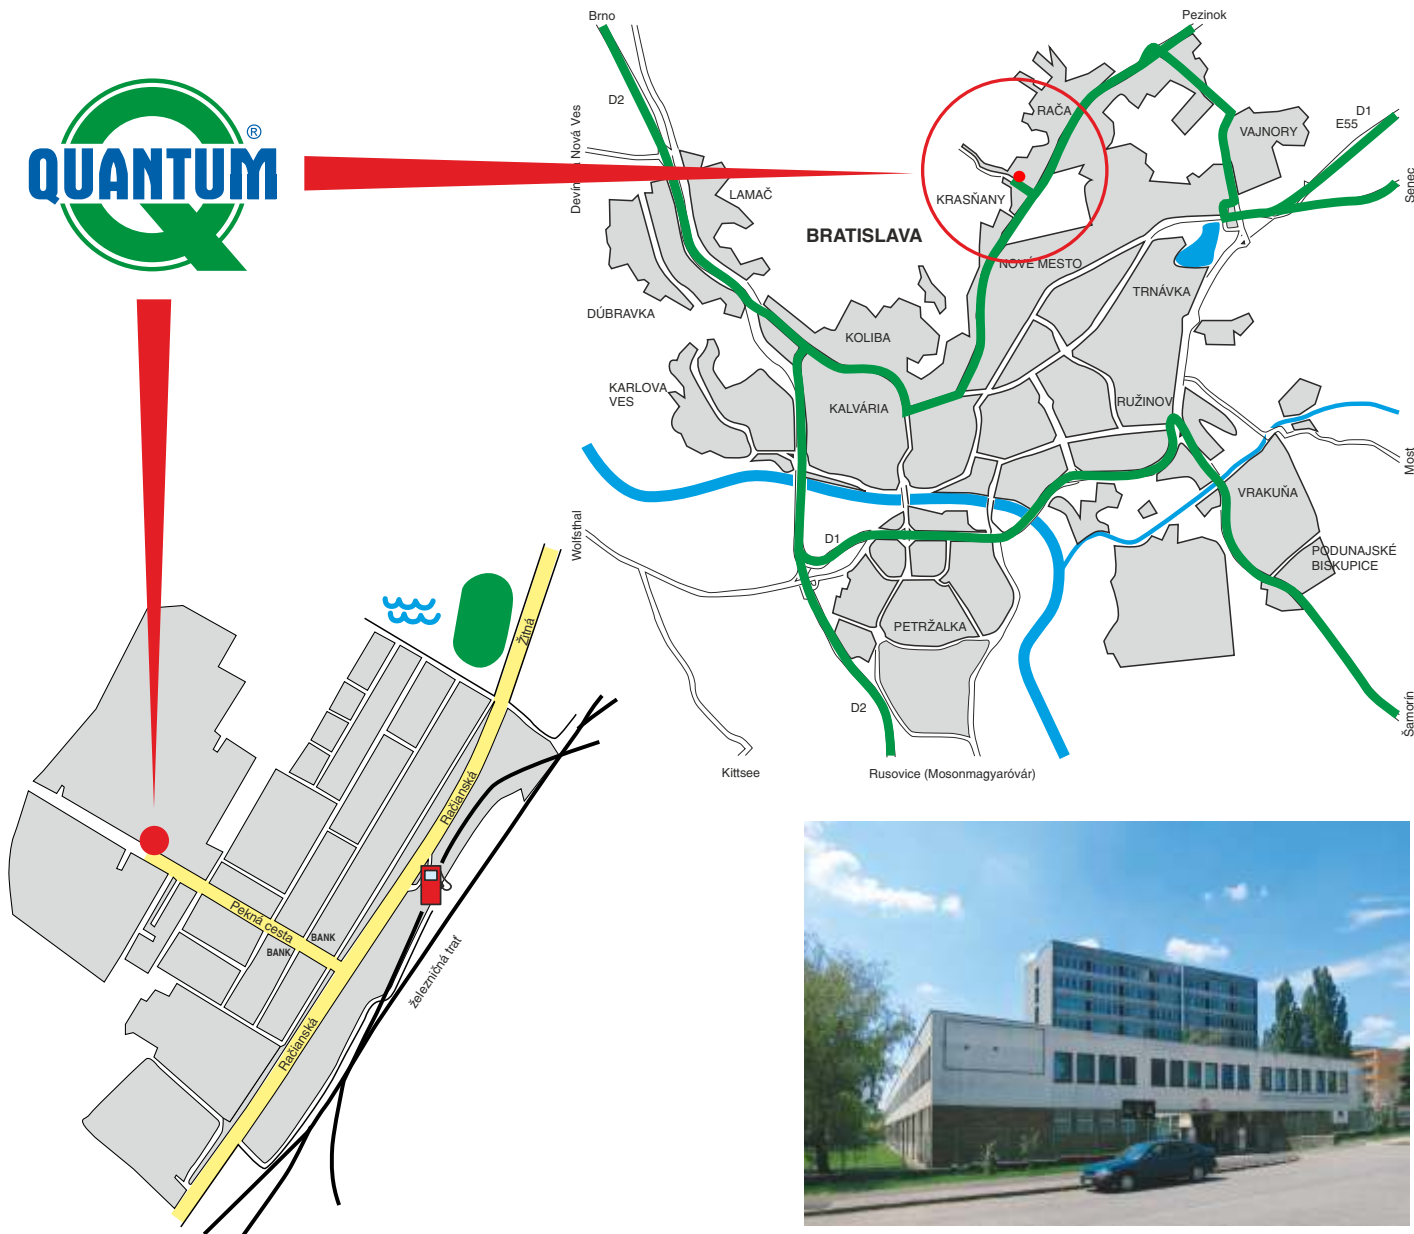 Brno
Pezinok
D2
Devínska Nová Ves
RAČA
D1
E55
VAJNORY
QUANTUM
®
LAMAČ
KRASŇANY
Senec
BRATISLAVA
NOVÉ MESTO
TRNÁVKA
DÚBRAVKA
KOLIBA
KARLOVA
VES
KALVÁRIA
RUŽINOV
Most
VRAKUŇA
Wolfsthal
D1
PODUNAJSKÉ
BISKUPICE
PETRŽALKA
D2
Šamorín
Kittsee
Rusovice (Mosonmagyaróvár)
Žitná
Račianská
Pekná cesta
BANK
BANK
železničná trať
Račianská